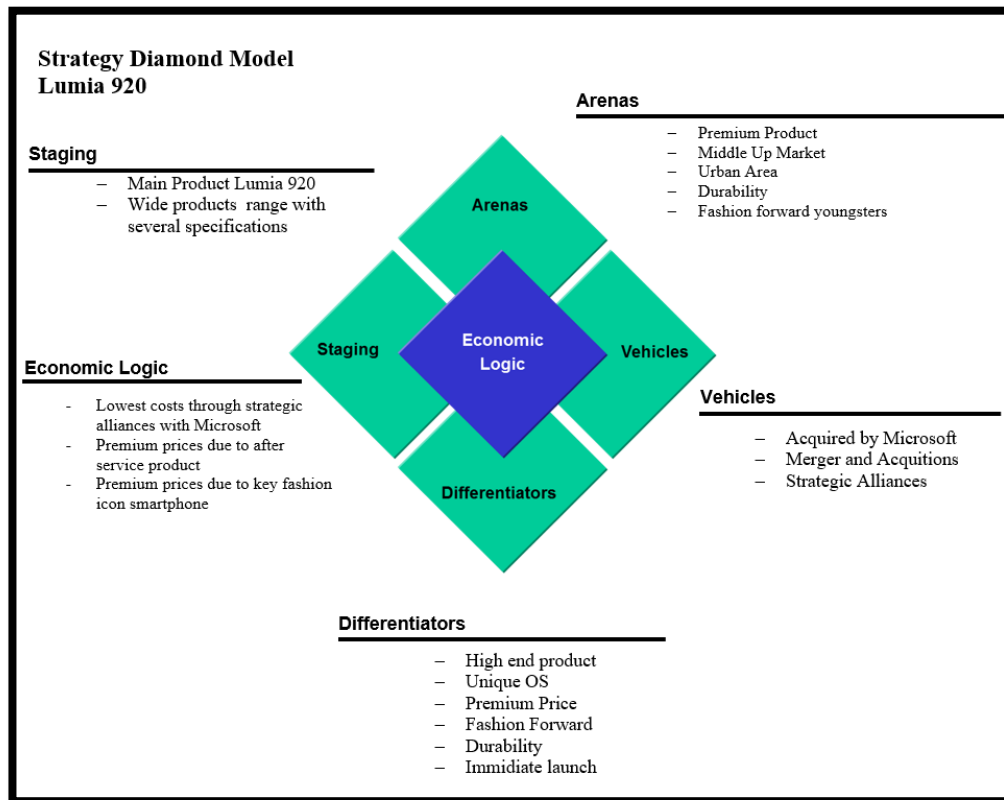 Strategy Diamond Model
Lumia 920
Arenas
– Premium Product
– Middle Up Market
– Urban Area
– Durability
– Fashion forward youngsters
Staging
– Main Product Lumia 920
– Wide products range with
several specifications
Arenas
Staging
Economic
Logic
Vehicles
Differentiators
Economic Logic
- Lowest costs through strategic
alliances with Microsoft
- Premium prices due to after
service product
- Premium prices due to key fashion
icon smartphone
Vehicles
– Acquired by Microsoft
– Merger and Acquitions
– Strategic Alliances
Differentiators
– High end product
– Unique OS
– Premium Price
– Fashion Forward
– Durability
– Immidiate launch